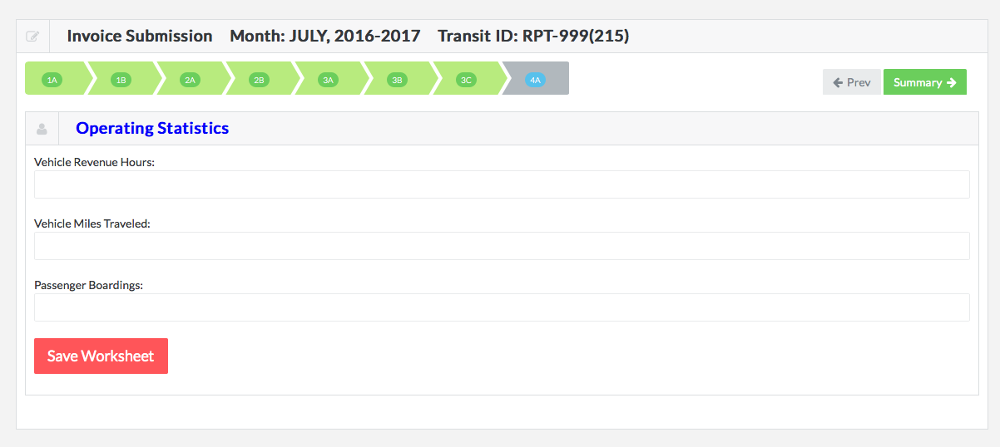 Invoice Submission Month: JULY, 2016-2017 Transit ID: RPT-999(215)
1A 1B 2A 2B 3A 3B 3C 4A
Prev Summary
Operating Statistics
Vehicle Revenue Hours:
Vehicle Miles Traveled:
Passenger Boardings:
Save Worksheet